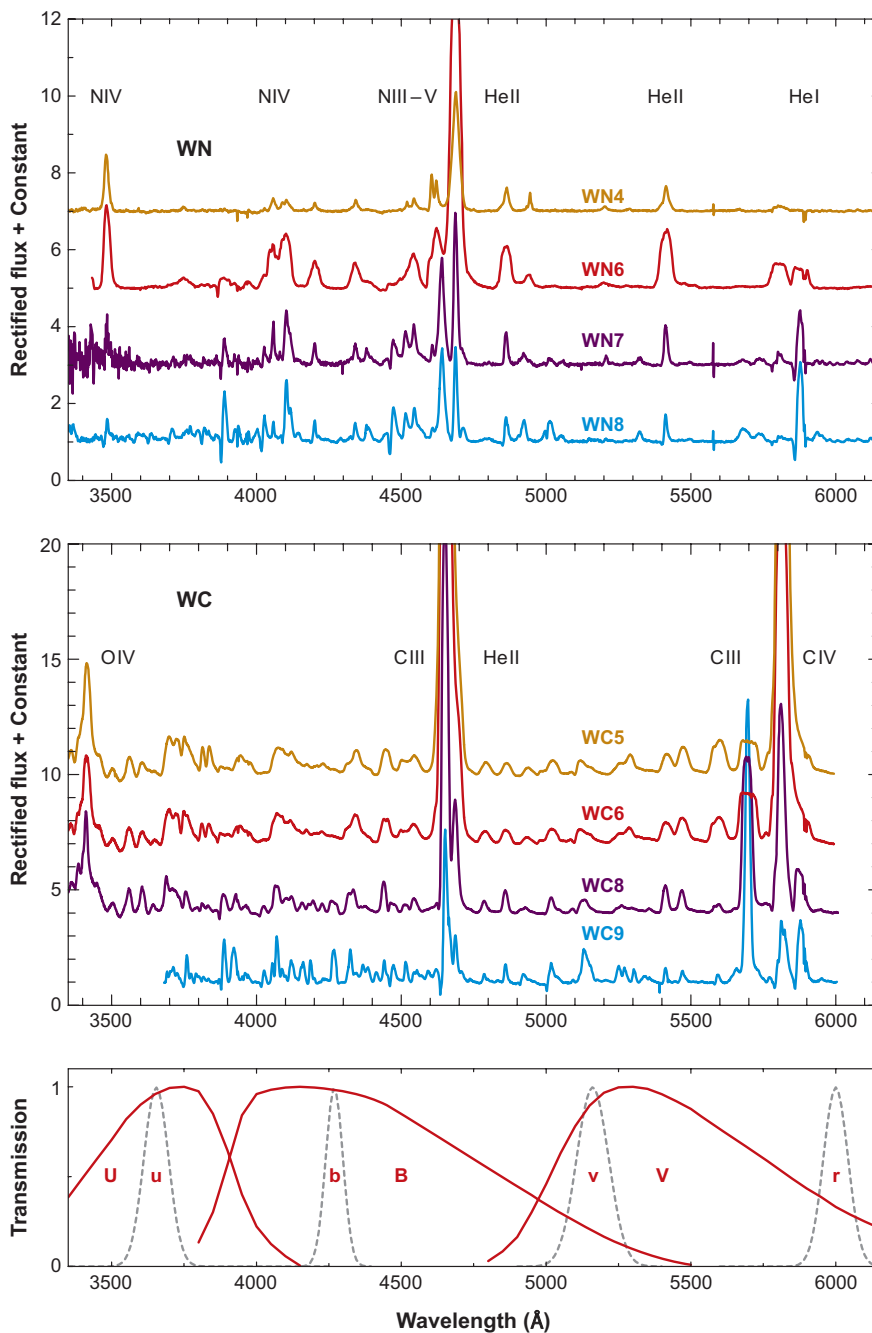 12
10
8
6
4
2
0
Rectified flux + Constant
NIV
NIV
NIII–V
HeII
HeII
HeI
WN
WN4
WN6
WN7
WN8
3500
4000
4500
5000
5500
6000
20
15
10
5
0
Rectified flux + Constant
WC
OIV
CIII
HeII
CIII
CIV
WC5
WC6
WC8
WC9
3500
4000
4500
5000
5500
6000
1
0
Transmission
U
u
b
B
v
V
r
3500
4000
4500
5000
5500
6000
Wavelength (Å)